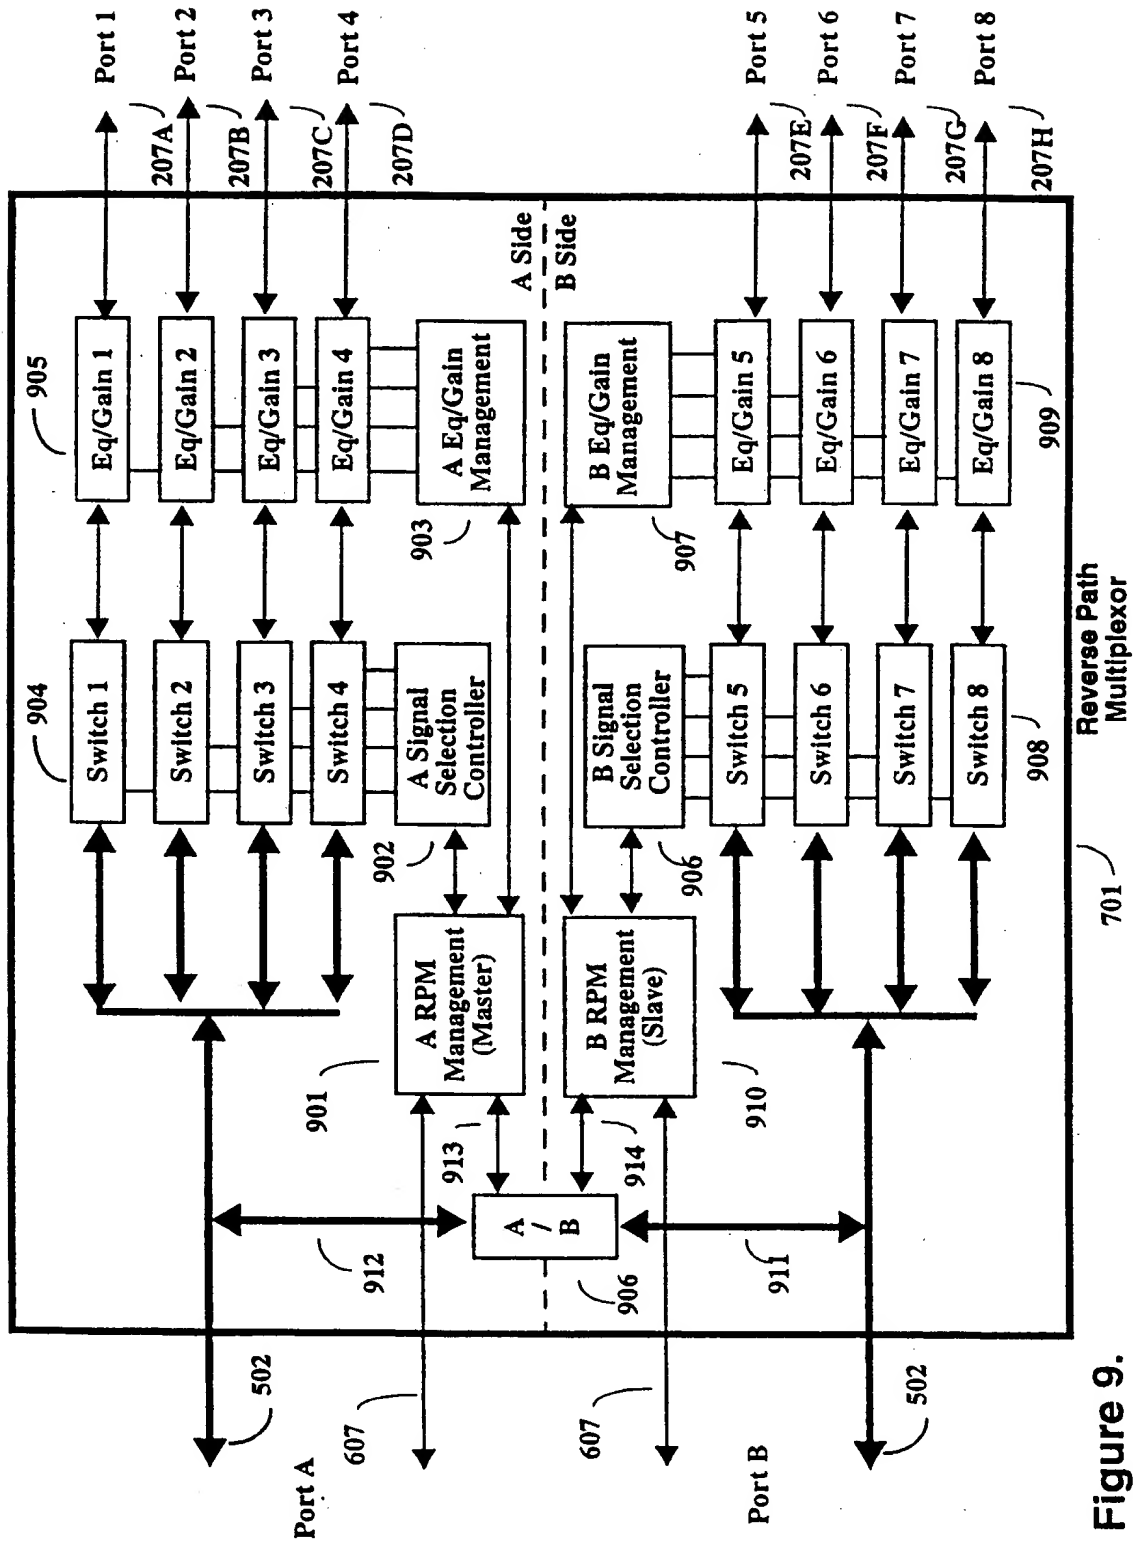 Port 1
Port 2
Port 3
Port 4
Port 5
Port 6
Port 7
Port 8
207A
207B
207C
207D
207E
207F
207G
207H
905
Eq/Gain 1
Eq/Gain 2
Eq/Gain 3
Eq/Gain 4
A Eq/Gain
Management
903
A Side
B Side
B Eq/Gain
Management
907
Eq/Gain 5
Eq/Gain 6
Eq/Gain 7
Eq/Gain 8
909
904
Switch 1
Switch 2
Switch 3
Switch 4
A Signal
Selection
Controller
902
B Signal
Selection
Controller
906
Switch 5
Switch 6
Switch 7
Switch 8
908
901
A RPM
Management
(Master)
B RPM
Management
(Slave)
910
913
914
A
/
B
906
912
911
502
607
Port A
607
Port B
502
701
Reverse Path
Multiplexor
Figure 9.